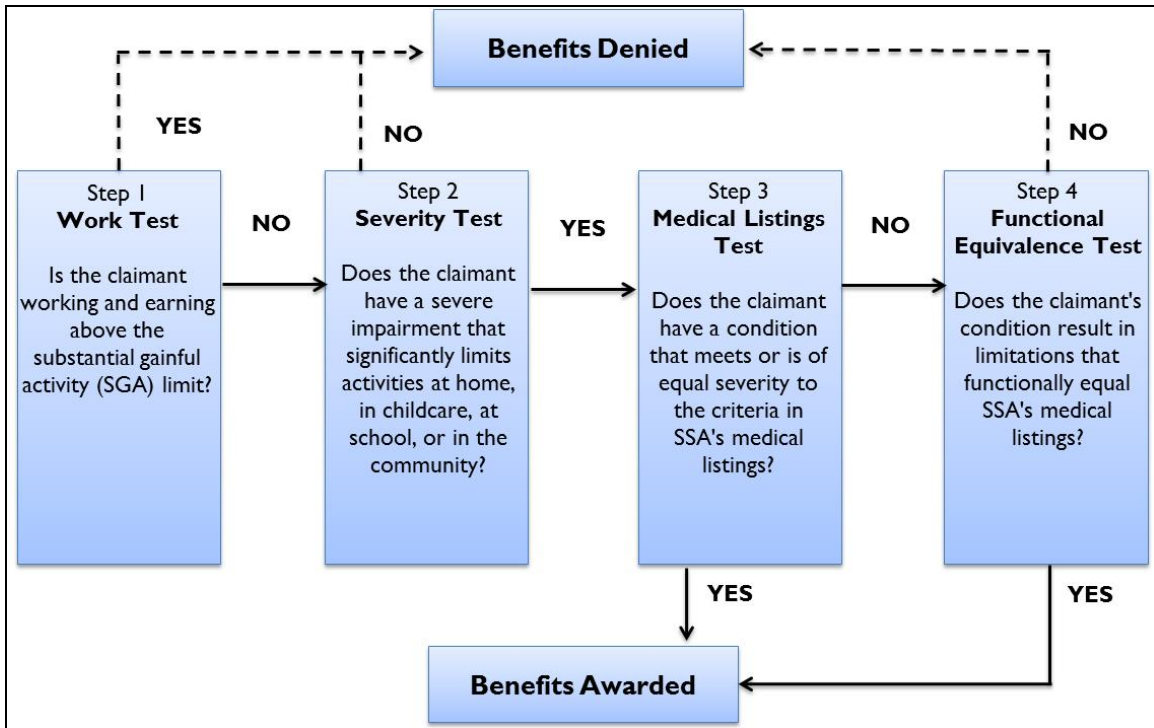 Benefits Denied
YES
NO
NO
Step 1
Work Test
Is the claimant
working and earning
above the
substantial gainful
activity (SGA) limit?
NO
Step 2
Severity Test
Does the claimant
have a severe
impairment that
significantly limits
activities at home,
in childcare, at
school, or in the
community?
YES
Step 3
Medical Listings
Test
Does the claimant
have a condition
that meets or is of
equal severity to
the criteria in
SSA's medical
listings?
NO
Step 4
Functional
Equivalence Test
Does the claimant's
condition result in
limitations that
functionally equal
SSA's medical
listings?
YES
YES
Benefits Awarded